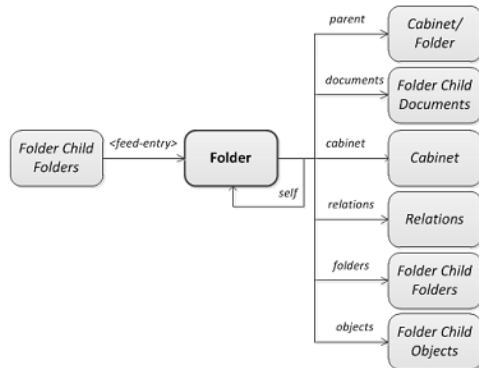 parent
Cabinet/
Folder
documents
Folder Child
Documents
Folder Child
Folders
<feed-entry>
Folder
self
cabinet
Cabinet
relations
Relations
folders
Folder Child
Folders
objects
Folder Child
Objects